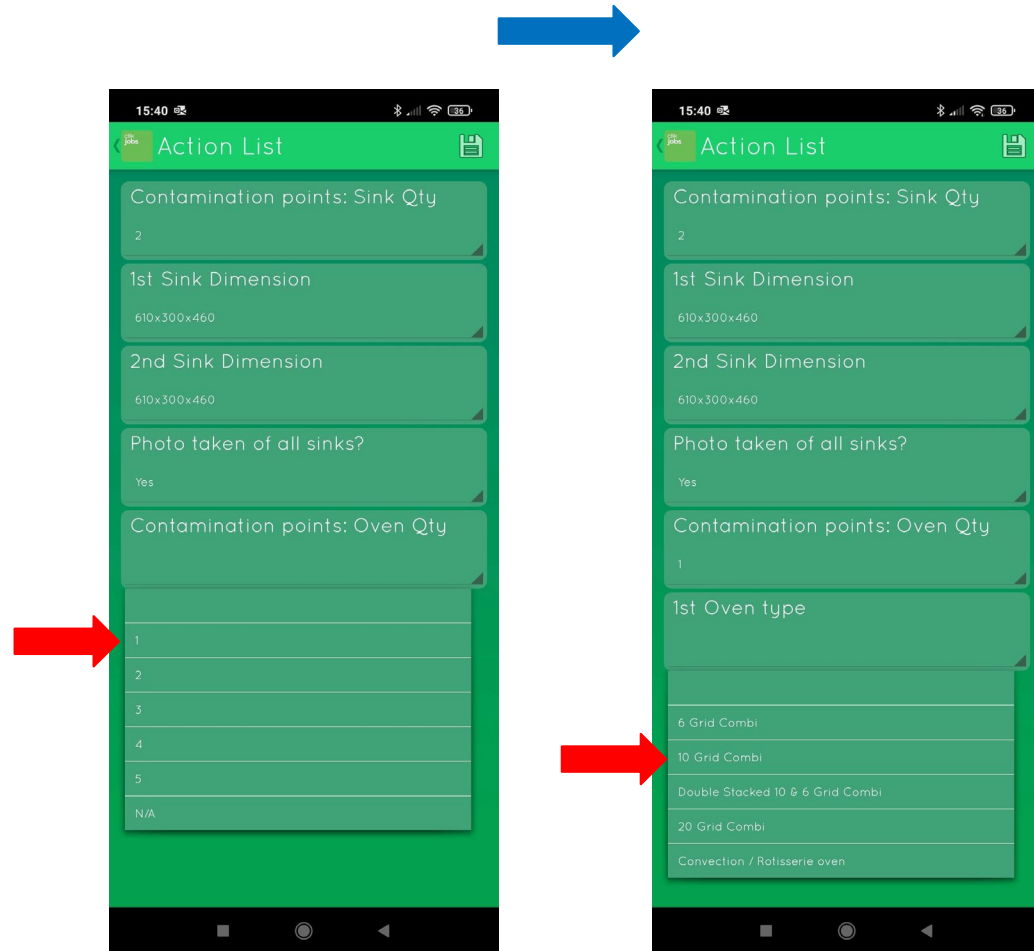 15:40
36
jobs
Action List
Contamination points: Sink Qty
2
1st Sink Dimension
610x300x460
2nd Sink Dimension
610x300x460
Photo taken of all sinks?
Yes
Contamination points: Oven Qty
1
2
3
4
5
N/A
15:40
36
jobs
Action List
Contamination points: Sink Qty
2
1st Sink Dimension
610x300x460
2nd Sink Dimension
610x300x460
Photo taken of all sinks?
Yes
Contamination points: Oven Qty
1
1st Oven type
6 Grid Combi
10 Grid Combi
Double Stacked 10 & 6 Grid Combi
20 Grid Combi
Convection / Rotisserie oven